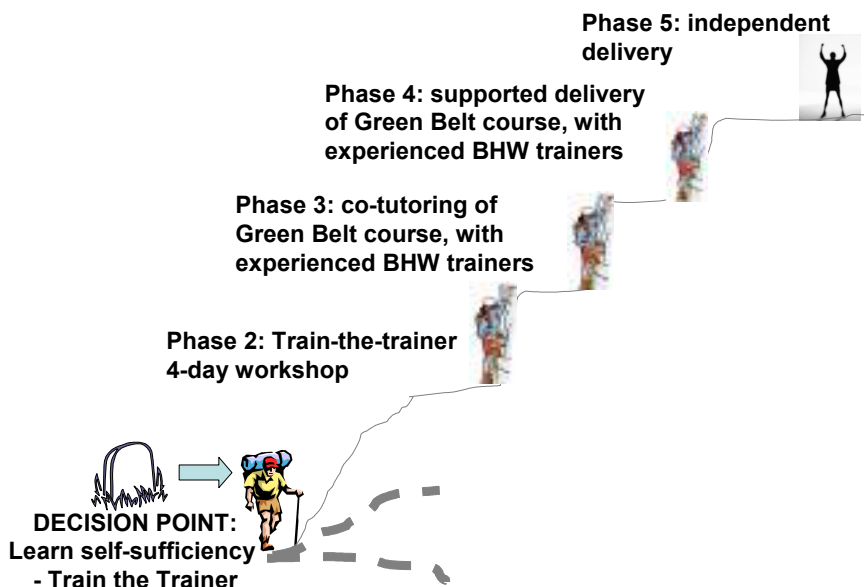 Phase 5: independent
delivery
Phase 4: supported delivery
of Green Belt course, with
experienced BHW trainers
Phase 3: co-tutoring of
Green Belt course, with
experienced BHW trainers
Phase 2: Train-the-trainer
4-day workshop
DECISION POINT:
Learn self-sufficiency
- Train the Trainer